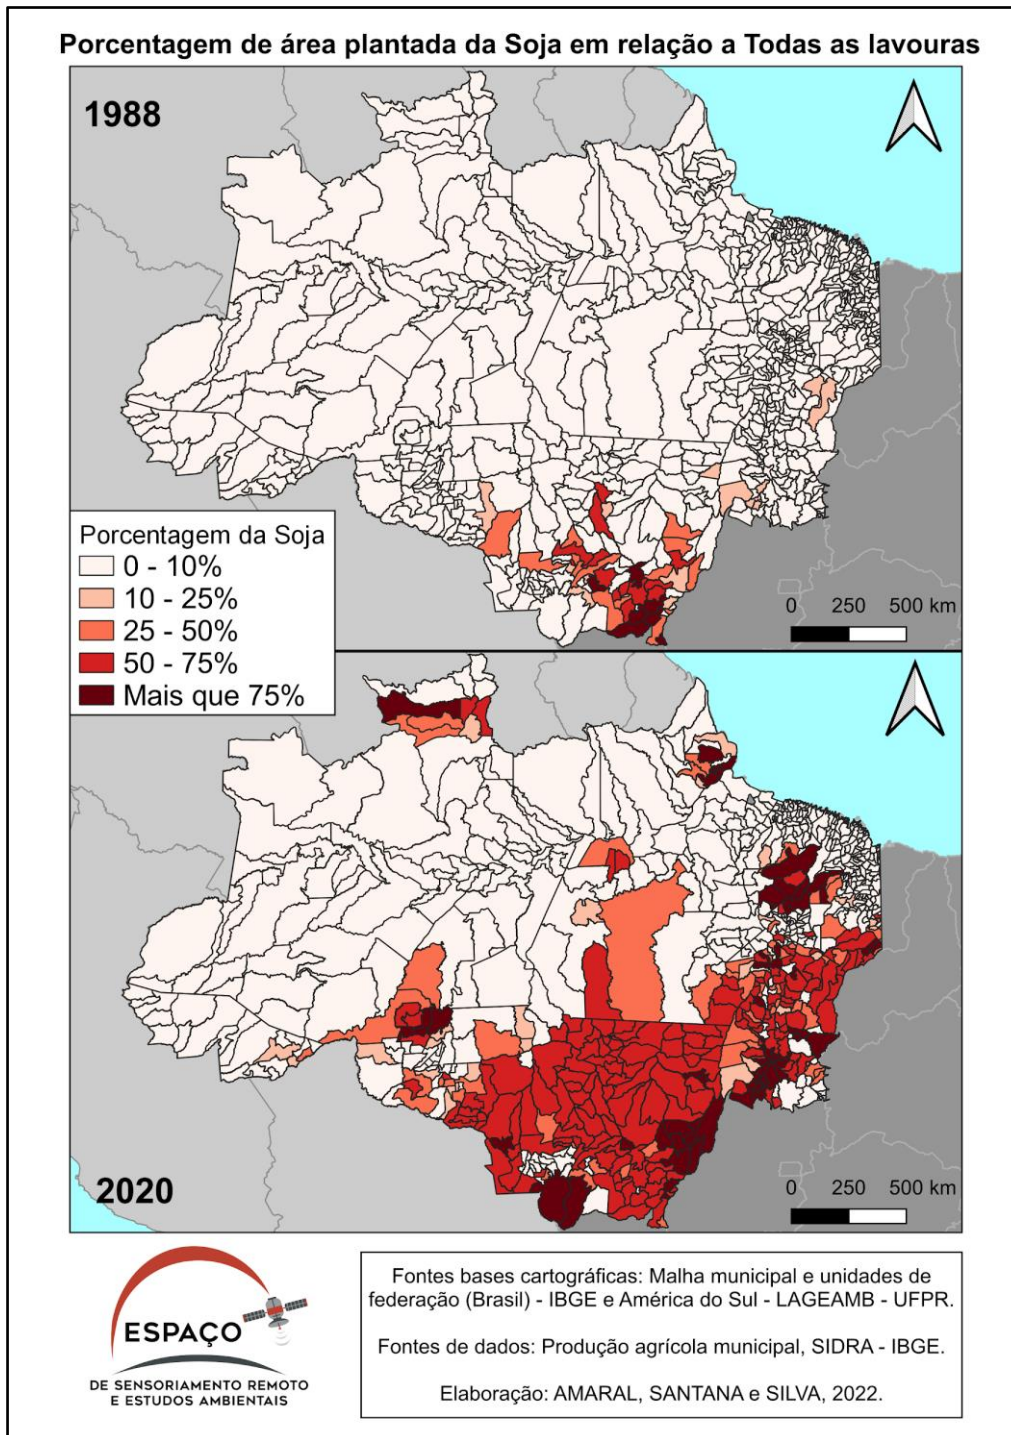 Porcentagem de área plantada da Soja em relação a Todas as lavouras
1988
Porcentagem da Soja
0 - 10%
10 - 25%
25 - 50%
50 - 75%
Mais que 75%
0 250 500 km
2020
0 250 500 km
ESPAÇO
DE SENSORIAMENTO REMOTO
E ESTUDOS AMBIENTAIS
Fontes bases cartográficas: Malha municipal e unidades de
federação (Brasil) - IBGE e América do Sul - LAGEAMB - UFPR.
Fontes de dados: Produção agrícola municipal, SIDRA - IBGE.
Elaboração: AMARAL, SANTANA e SILVA, 2022.